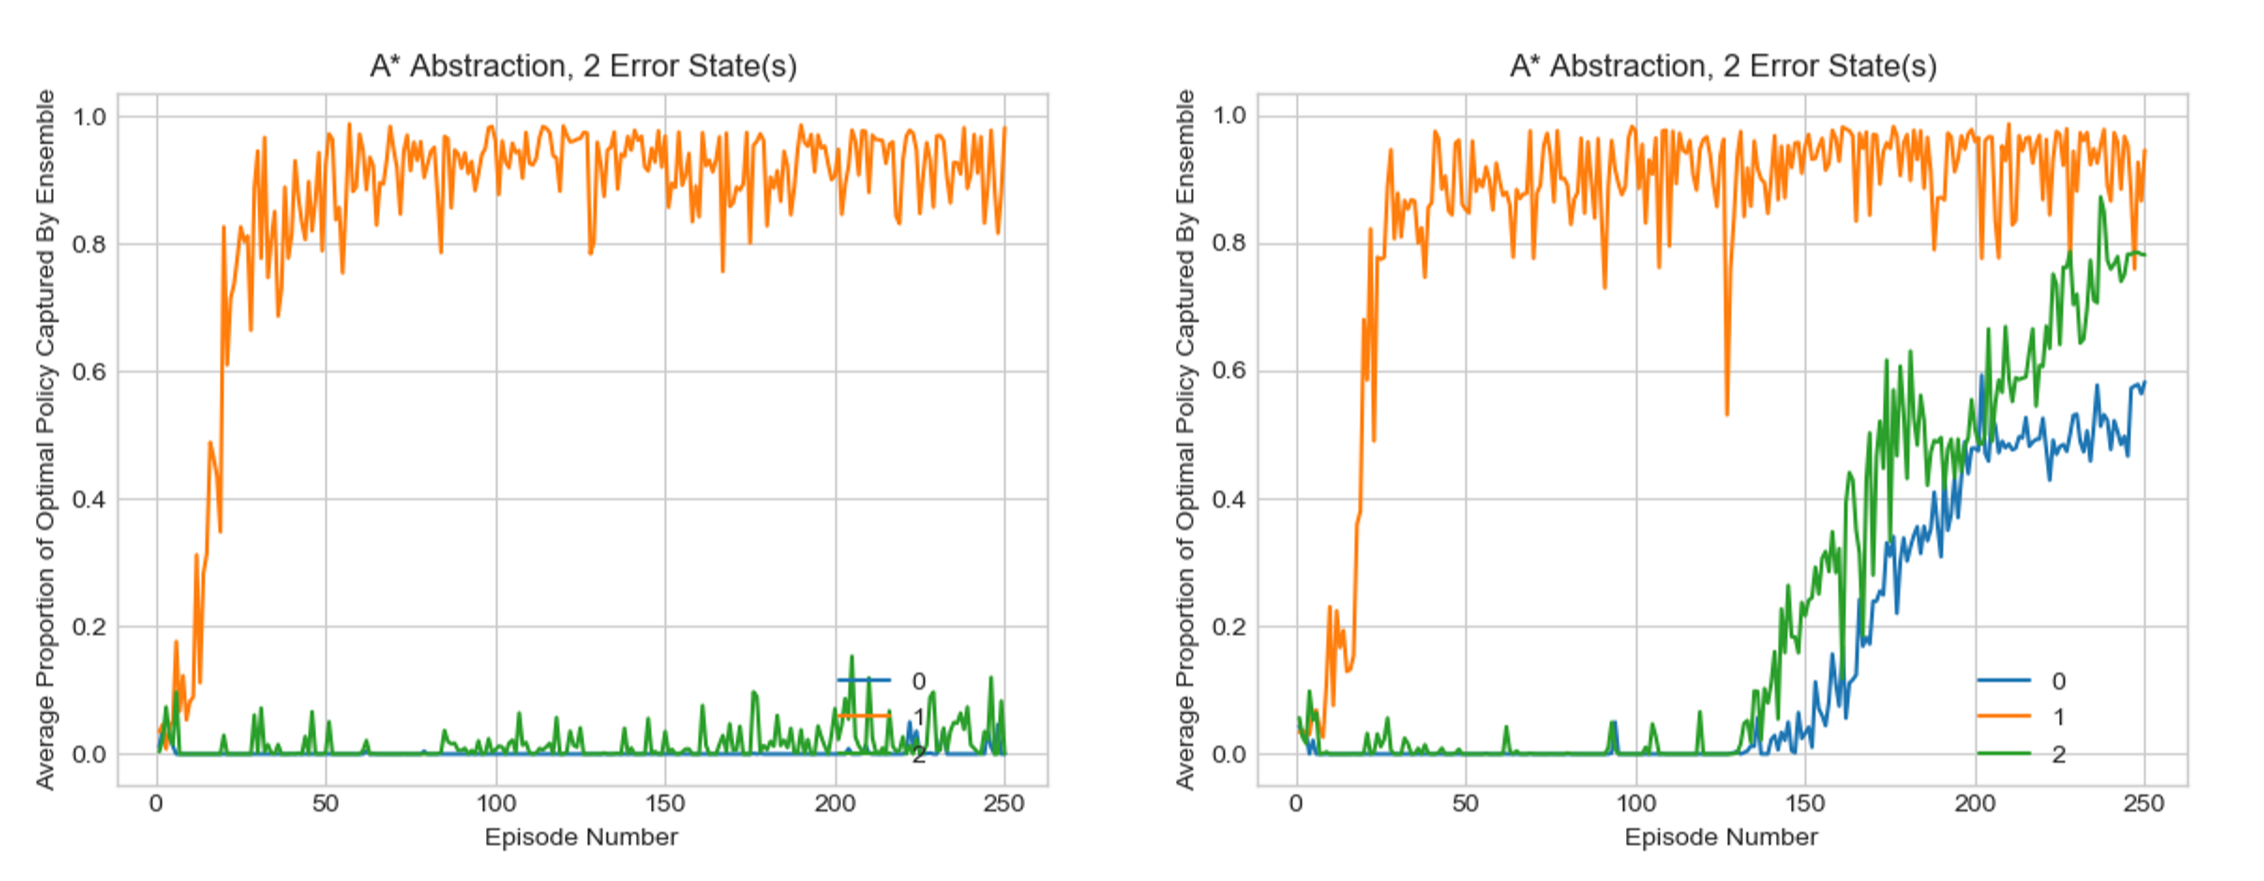 A* Abstraction, 2 Error State(s)
Average Proportion of Optimal Policy Captured By Ensemble
1.0
0.8
0.6
0.4
0.2
0.0
0 50 100 150 200 250
Episode Number
0
1
2
A* Abstraction, 2 Error State(s)
Average Proportion of Optimal Policy Captured By Ensemble
1.0
0.8
0.6
0.4
0.2
0.0
0 50 100 150 200 250
Episode Number
0
1
2